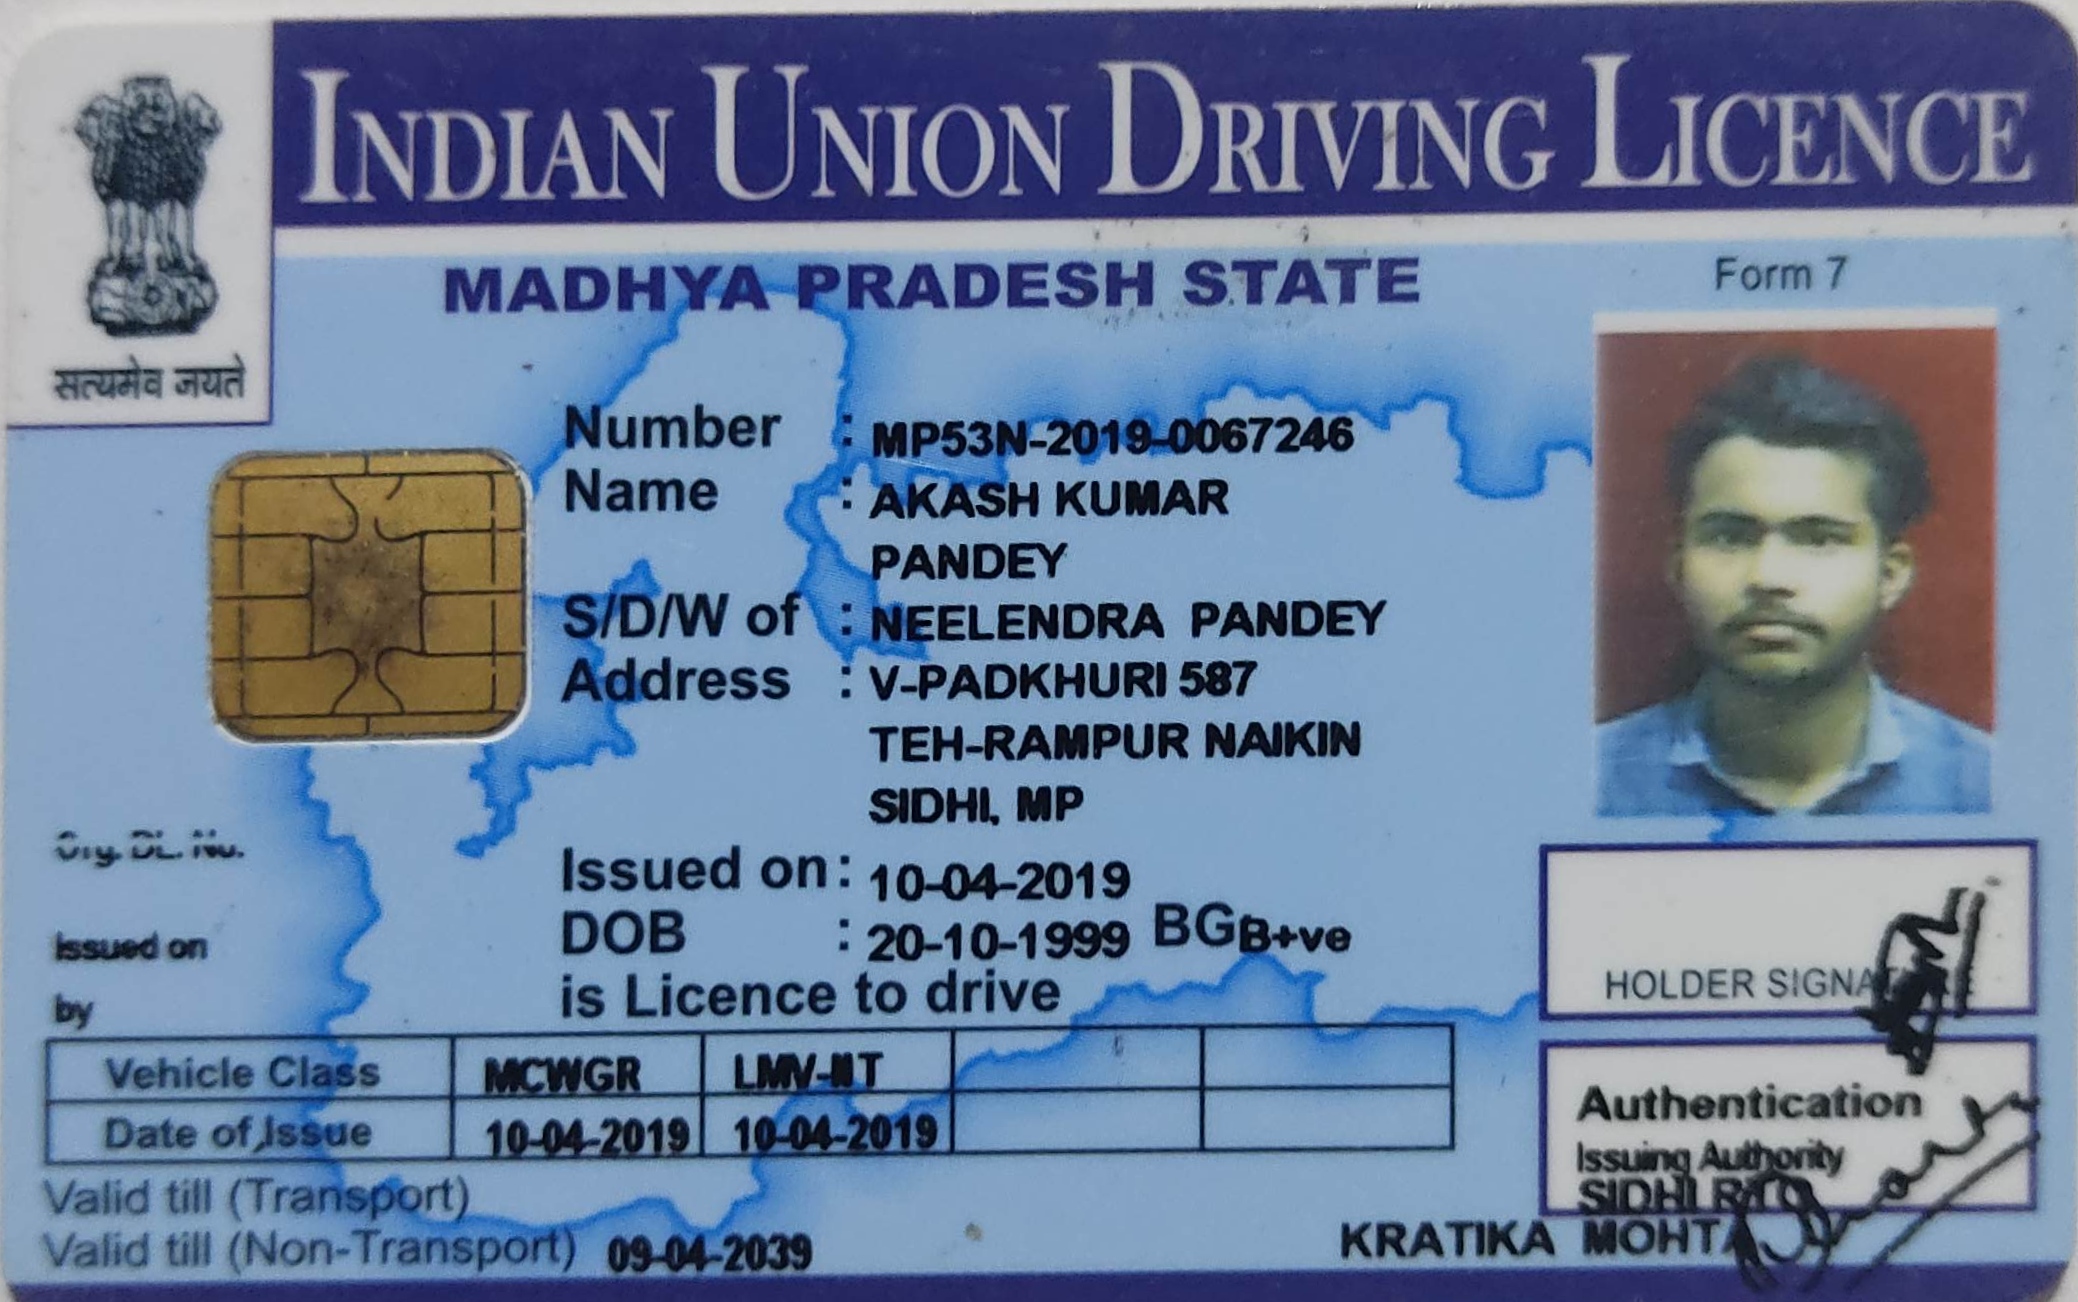 INDIAN UNION DRIVING LICENCE
सत्यमेव जयते
MADHYA PRADESH STATE
Form 7
Number : MP53N-2019-0067246
Name : AKASH KUMAR
PANDEY
S/D/W of : NEELENDRA PANDEY
Address : V-PADKHURI 587
TEH-RAMPUR NAIKIN
SIDHI, MP
Org. DL. No.
Issued on : 10-04-2019
DOB : 20-10-1999 BG B+ve
Issued on
by
is Licence to drive
HOLDER SIGNATURE
Vehicle Class MCWGR LMV-NT
Date of Issue 10-04-2019 10-04-2019
Authentication
Issuing Authority
SIDHI RTO
Valid till (Transport)
Valid till (Non-Transport) 09-04-2039
KRATIKA MOHTA